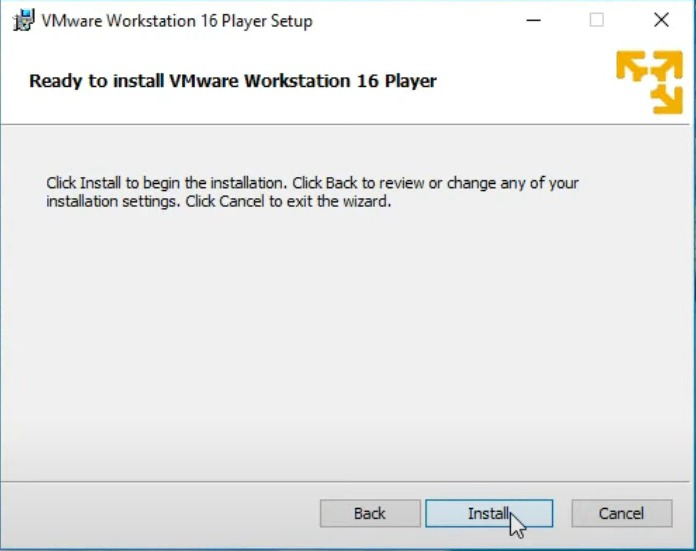 VMware Workstation 16 Player Setup
Ready to install VMware Workstation 16 Player
Click Install to begin the installation. Click Back to review or change any of your
installation settings. Click Cancel to exit the wizard.
Back Install Cancel